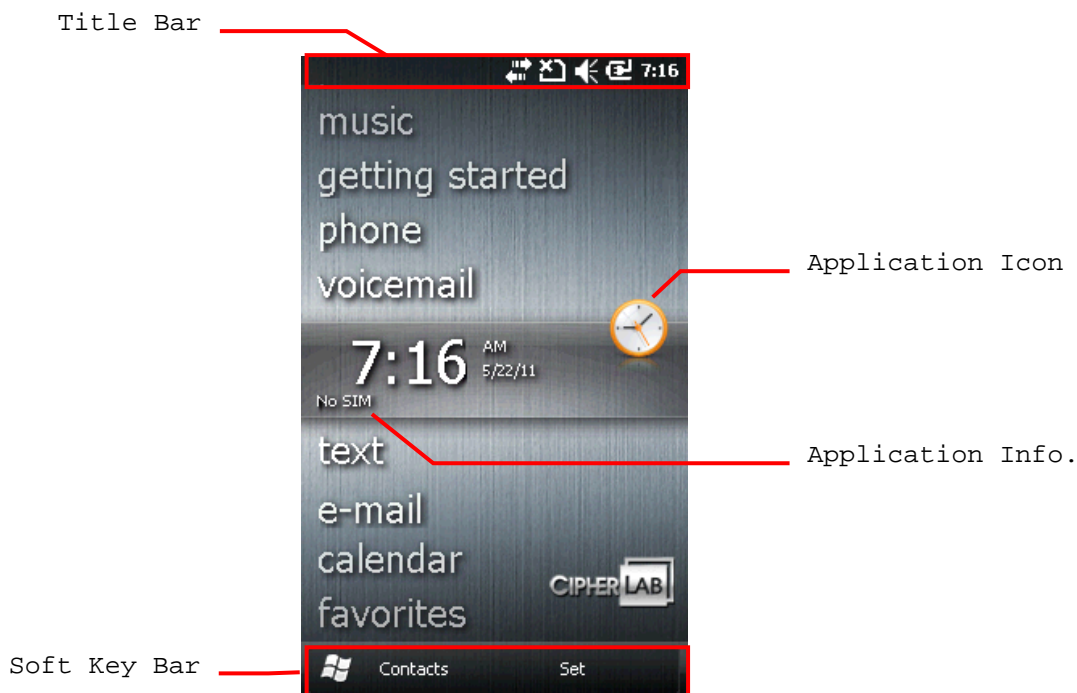 Title Bar
7:16
music
getting started
phone
voicemail
Application Icon
7:16 AM
5/22/11
No SIM
text
Application Info.
e-mail
calendar
CIPHERLAB
favorites
Soft Key Bar
Contacts Set